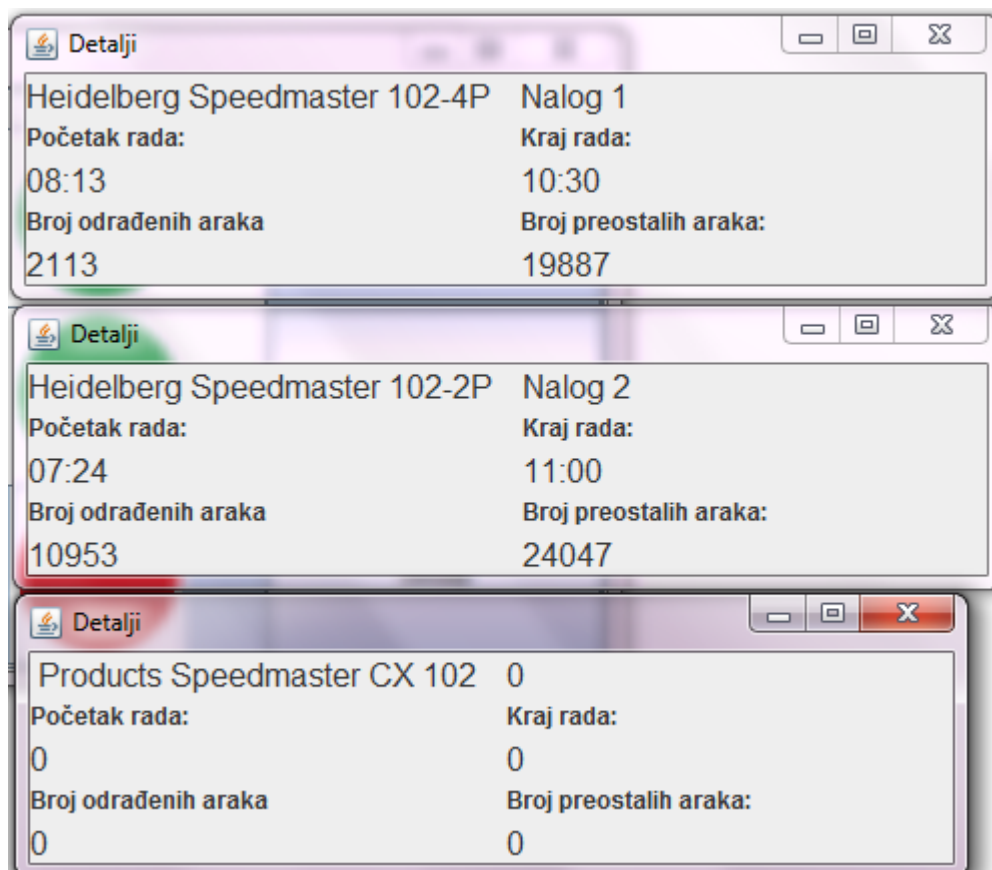 Detalji
Heidelberg Speedmaster 102-4P Nalog 1
Početak rada: Kraj rada:
08:13 10:30
Broj odrađenih araka Broj preostalih araka:
2113 19887
Detalji
Heidelberg Speedmaster 102-2P Nalog 2
Početak rada: Kraj rada:
07:24 11:00
Broj odrađenih araka Broj preostalih araka:
10953 24047
Detalji
Products Speedmaster CX 102 0
Početak rada: Kraj rada:
0 0
Broj odrađenih araka Broj preostalih araka:
0 0